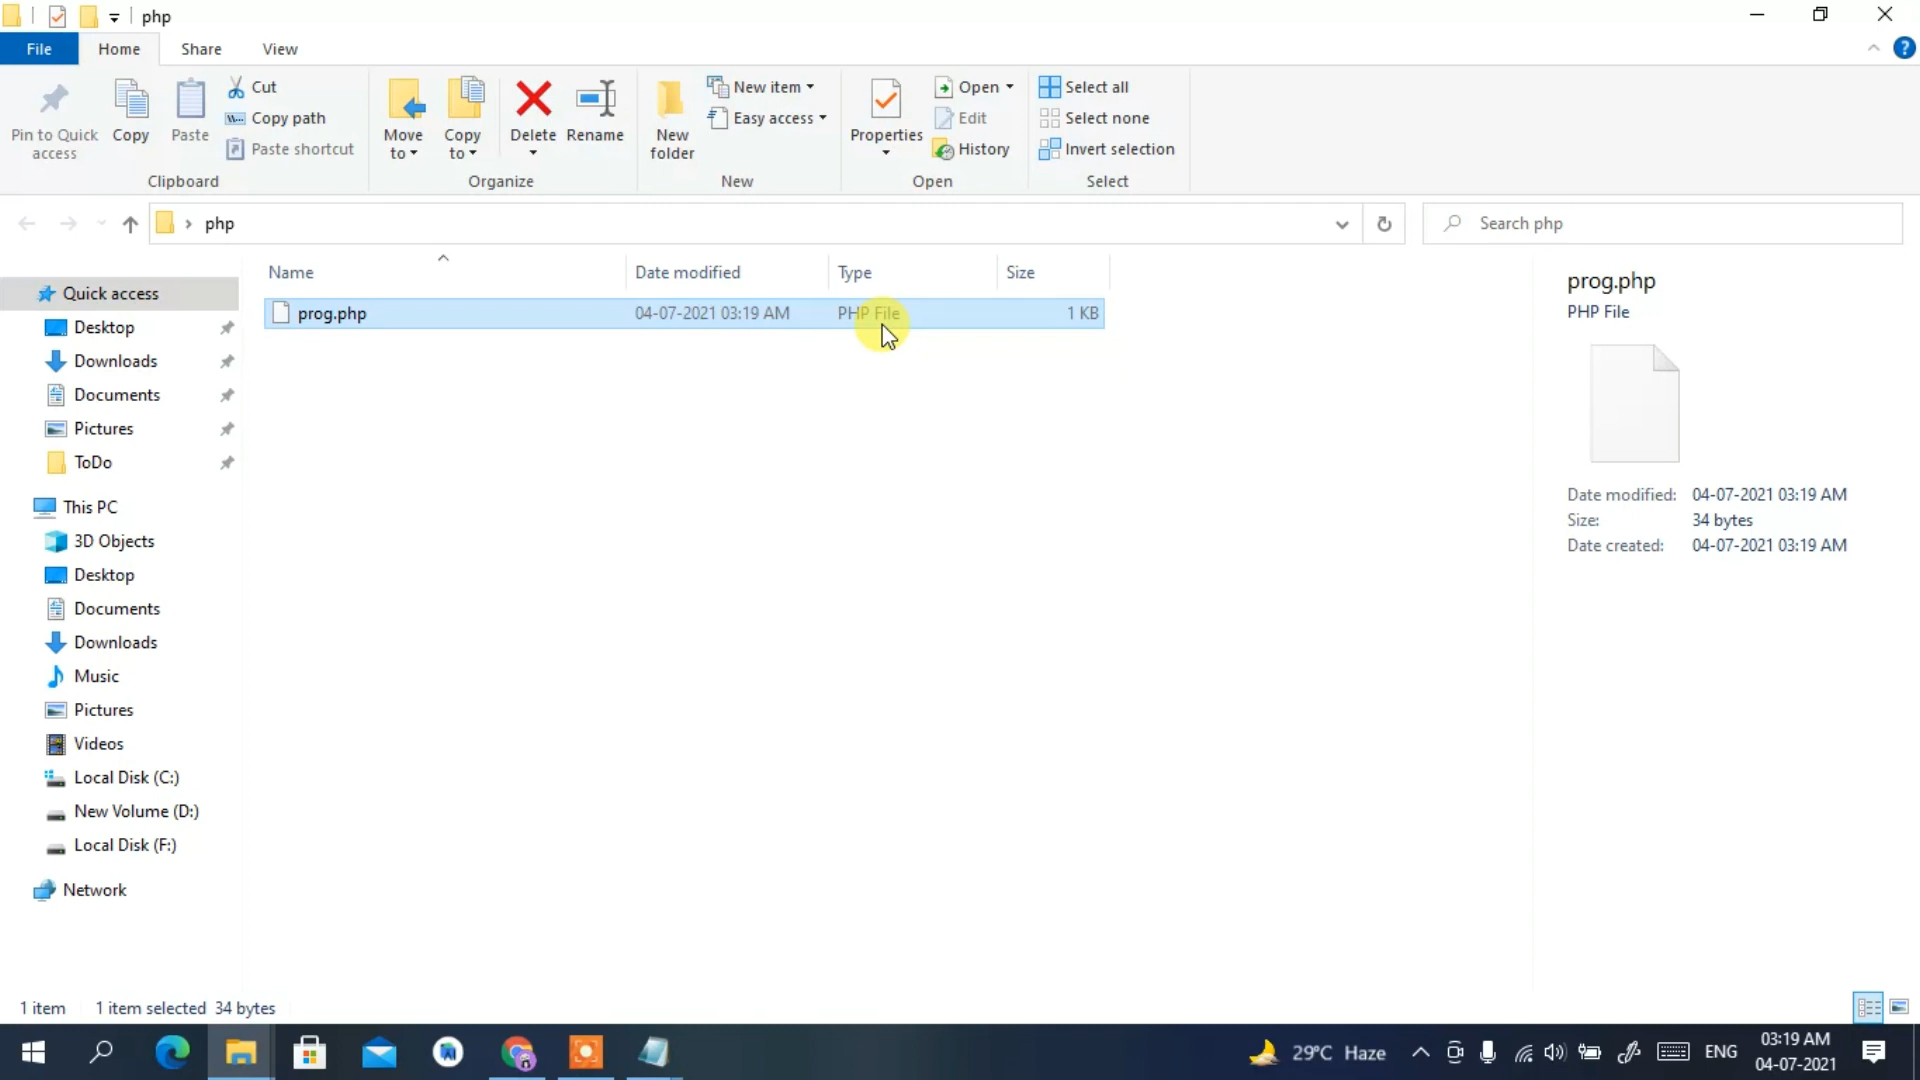 php
File Home Share View
Pin to Quick access
Copy
Paste
Cut
Copy path
Paste shortcut
Clipboard
Move to
Copy to
Delete
Rename
Organize
New folder
New item
Easy access
New
Properties
Open
Edit
History
Open
Select all
Select none
Invert selection
Select
php
Search php
Name Date modified Type Size
prog.php 04-07-2021 03:19 AM PHP File 1 KB
Quick access
Desktop
Downloads
Documents
Pictures
ToDo
This PC
3D Objects
Desktop
Documents
Downloads
Music
Pictures
Videos
Local Disk (C:)
New Volume (D:)
Local Disk (F:)
Network
prog.php
PHP File
Date modified: 04-07-2021 03:19 AM
Size: 34 bytes
Date created: 04-07-2021 03:19 AM
1 item 1 item selected 34 bytes
29°C Haze
ENG
03:19 AM
04-07-2021